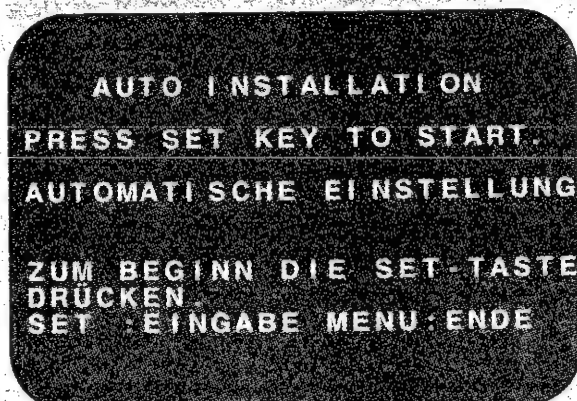 AUTO INSTALLATION
PRESS SET KEY TO START.
AUTOMATISCHE EINSTELLUNG
ZUM BEGINN DIE SET-TASTE
DRÜCKEN.
SET :EINGABE MENU:ENDE